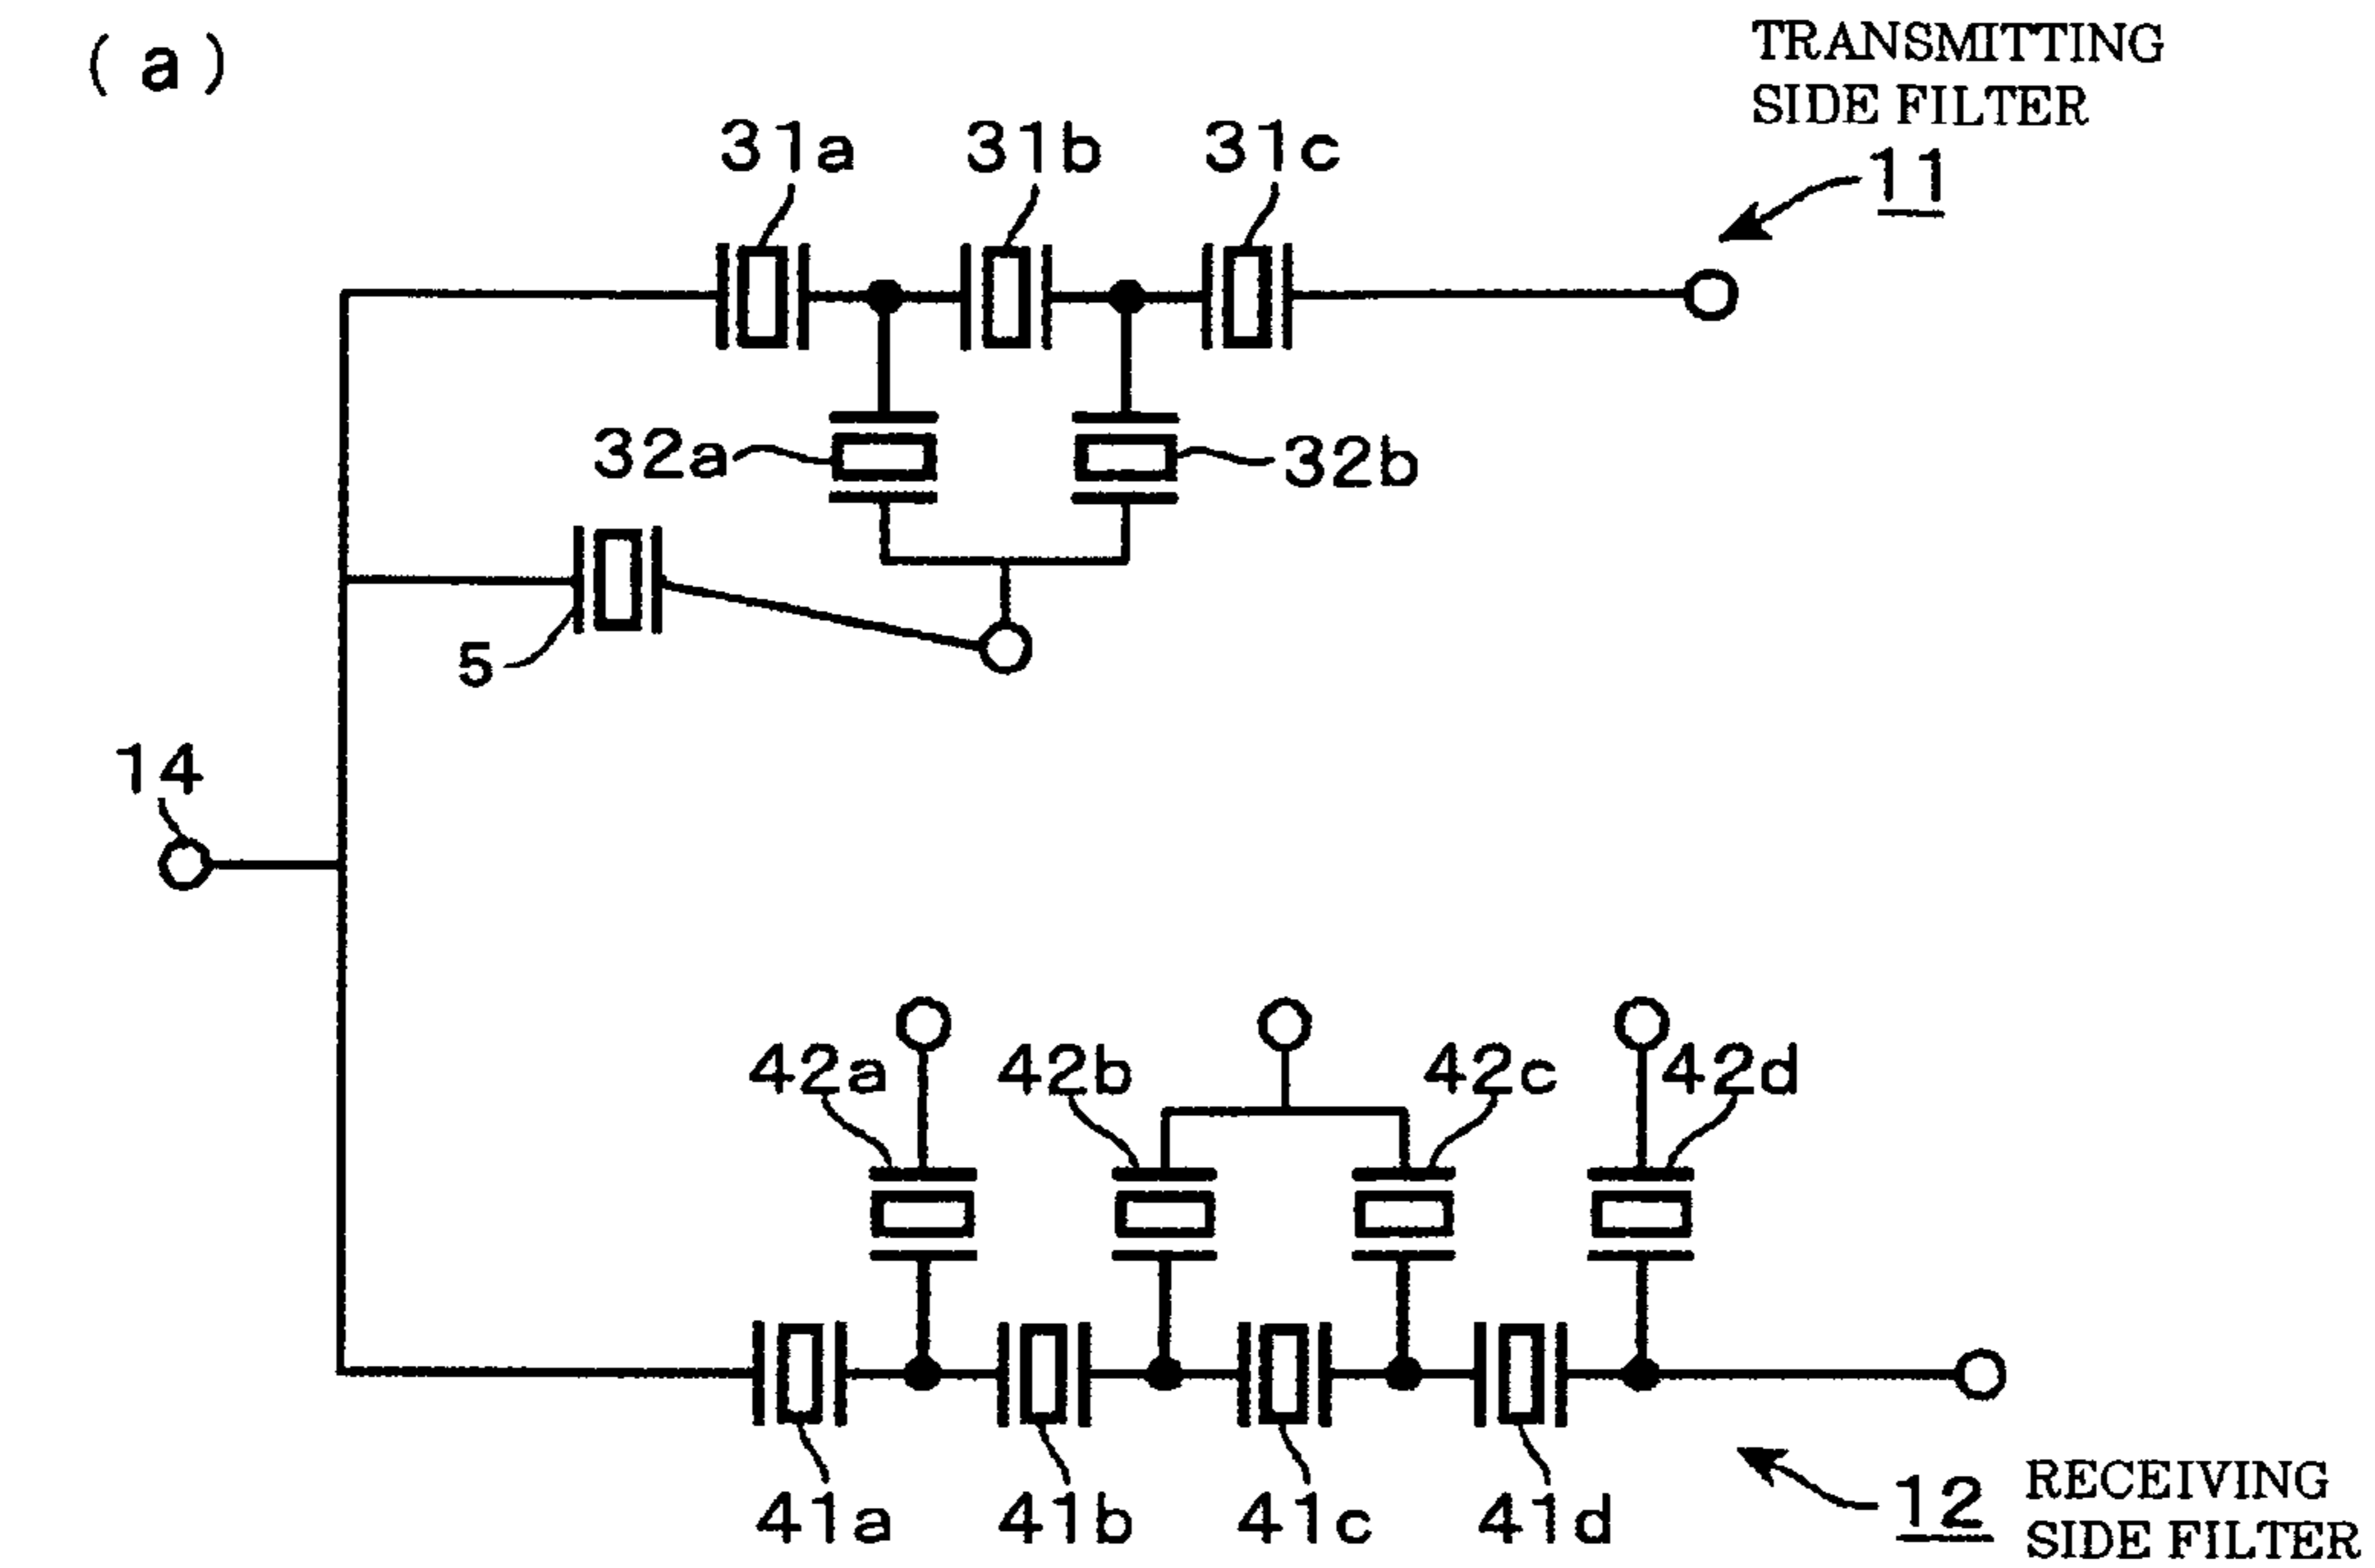 (a)
TRANSMITTING
SIDE FILTER
11
31a 31b 31c
32a 32b
5
14
42a 42b 42c 42d
41a 41b 41c 41d
12
RECEIVING
SIDE FILTER